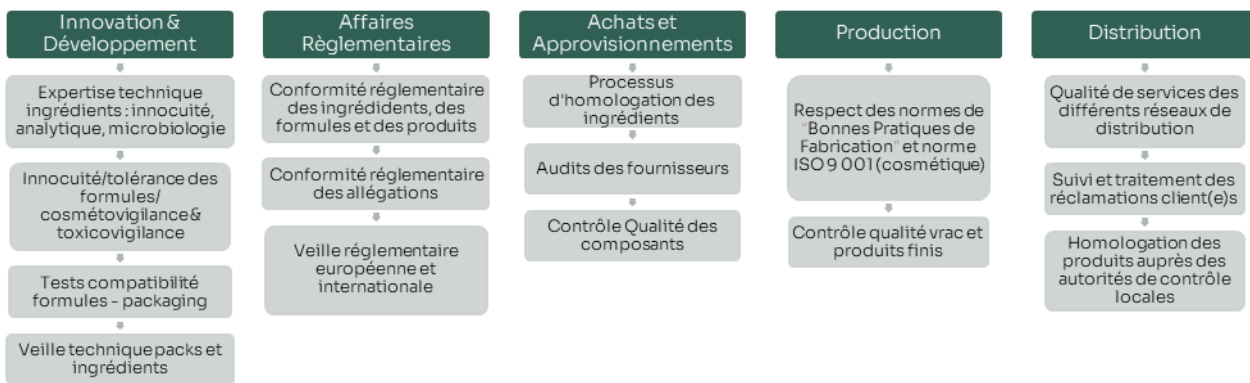 Innovation &
Développement
Expertise technique
ingrédients : innocuité,
analytique, microbiologie
Innocuité/tolérance des
formules/
cosmétovigilance &
toxicovigilance
Tests compatibilité
formules - packaging
Veille technique packs et
ingrédients
Affaires
Règlementaires
Conformité réglementaire
des ingrédidents, des
formules et des produits
Conformité réglementaire
des allégations
Veille réglementaire
européenne et
internationale
Achats et
Approvisionnements
Processus
d'homologation des
ingrédients
Audits des fournisseurs
Contrôle Qualité des
composants
Production
Respect des normes de
"Bonnes Pratiques de
Fabrication" et norme
ISO 9 001 (cosmétique)
Contrôle qualité vrac et
produits finis
Distribution
Qualité de services des
différents réseaux de
distribution
Suivi et traitement des
réclamations client(e)s
Homologation des
produits auprès des
autorités de contrôle
locales